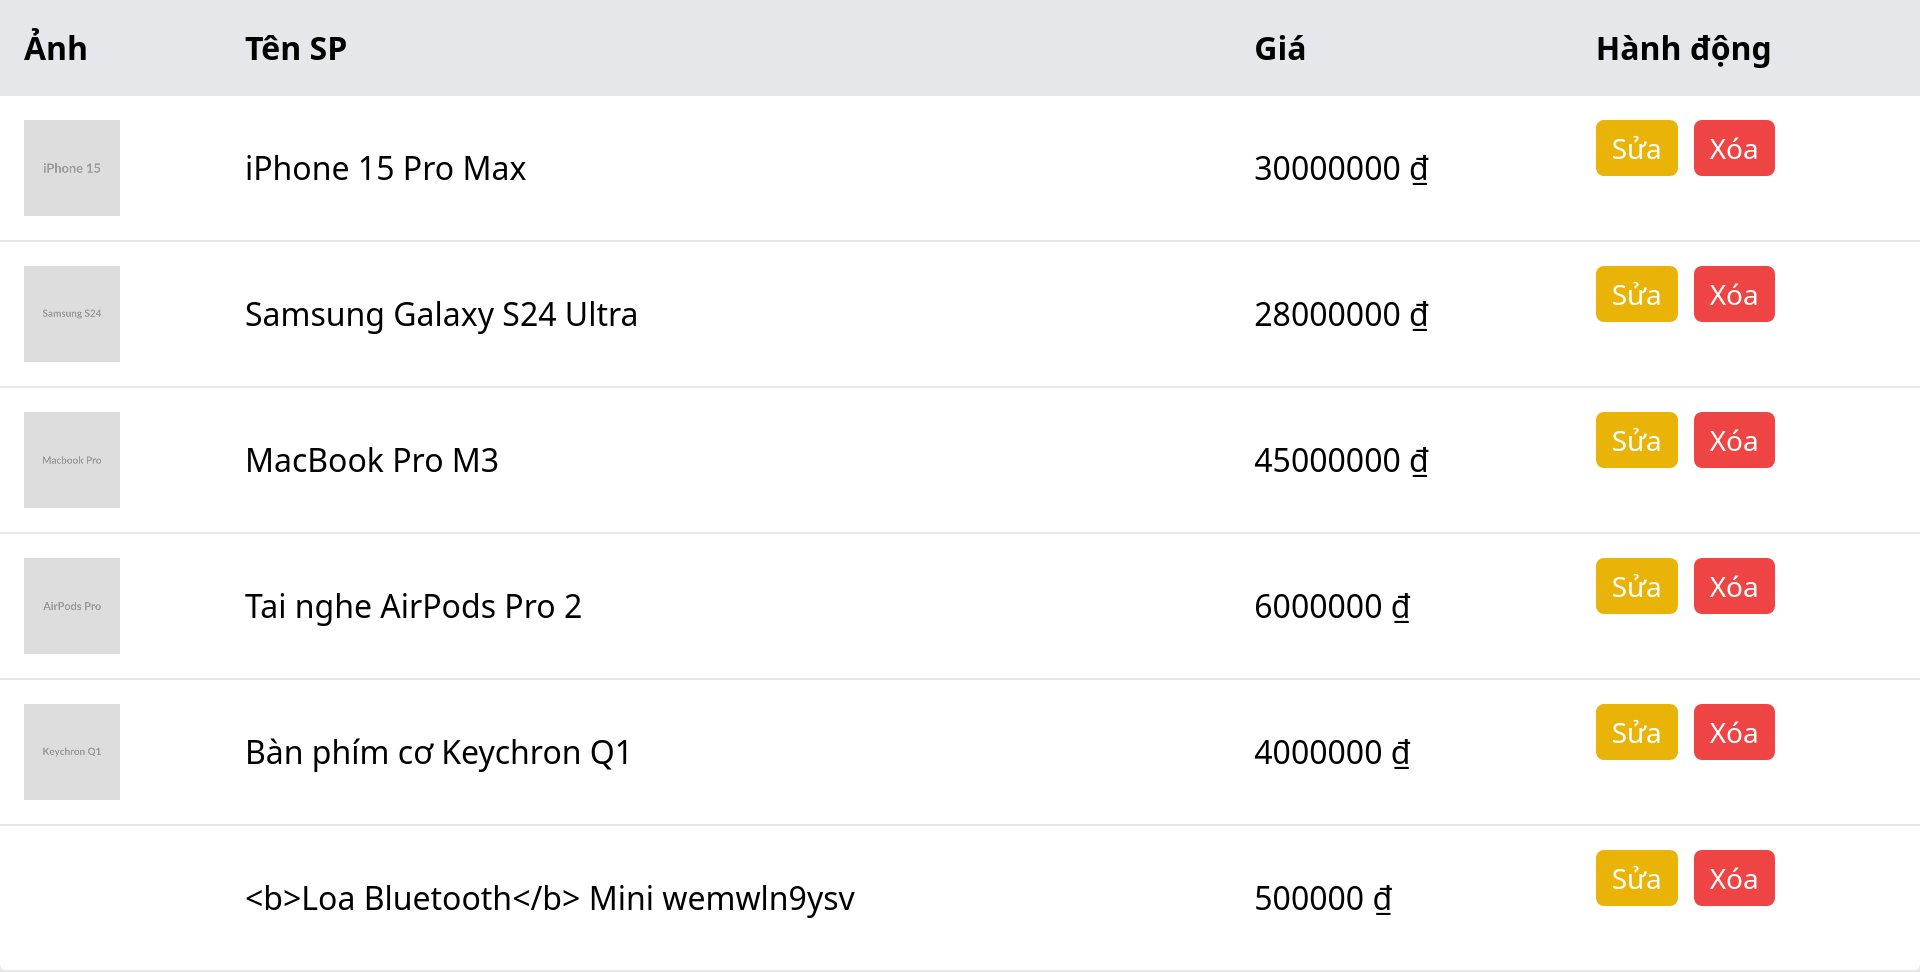 Ảnh Tên SP Giá Hành động
iPhone 15 iPhone 15 Pro Max 30000000 ₫ Sửa Xóa
Samsung S24 Samsung Galaxy S24 Ultra 28000000 ₫ Sửa Xóa
Macbook Pro MacBook Pro M3 45000000 ₫ Sửa Xóa
AirPods Pro Tai nghe AirPods Pro 2 6000000 ₫ Sửa Xóa
Keychron Q1 Bàn phím cơ Keychron Q1 4000000 ₫ Sửa Xóa
<b>Loa Bluetooth</b> Mini wemwln9ysv 500000 ₫ Sửa Xóa